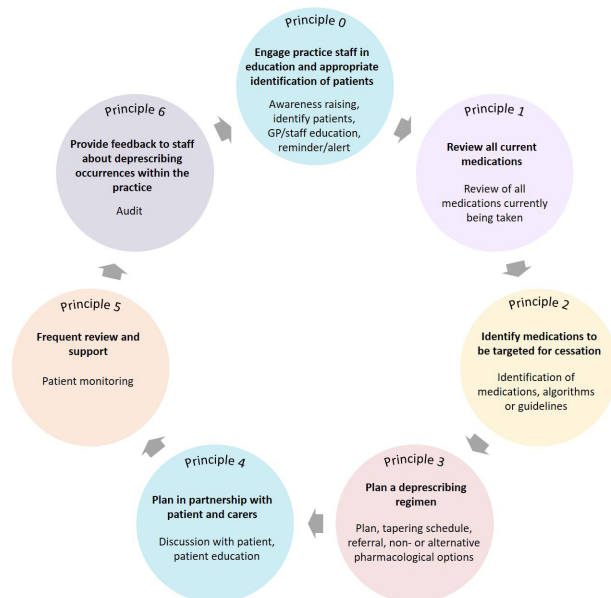 Principle 0
Engage practice staff in
education and appropriate
identification of patients
Awareness raising,
identify patients,
GP/staff education,
reminder/alert
Principle 1
Review all current
medications
Review of all
medications currently
being taken
Principle 2
Identify medications to
be targeted for cessation
Identification of
medications, algorithms
or guidelines
Principle 3
Plan a deprescribing
regimen
Plan, tapering schedule,
referral, non- or alternative
pharmacological options
Principle 4
Plan in partnership with
patient and carers
Discussion with patient,
patient education
Principle 5
Frequent review and
support
Patient monitoring
Principle 6
Provide feedback to staff
about deprescribing
occurrences within the
practice
Audit